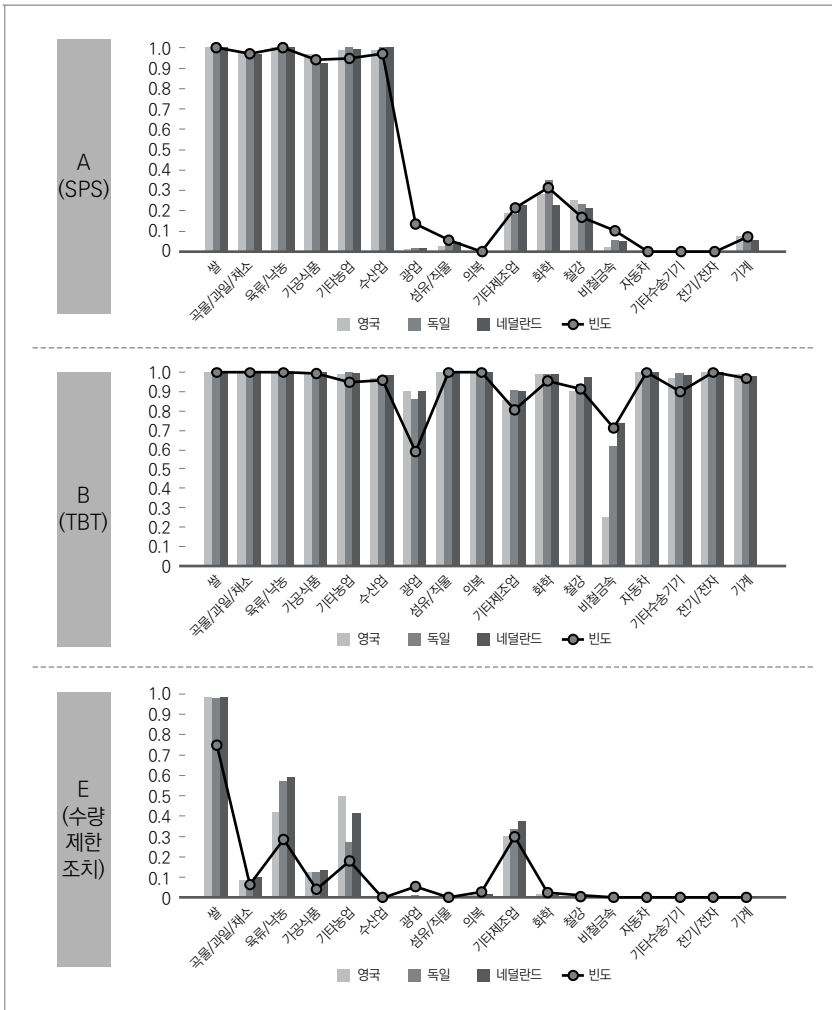 A
(SPS)
1.0
0.9
0.8
0.7
0.6
0.5
0.4
0.3
0.2
0.1
0
쌀 곡물/과일/채소 육류/낙농 가공식품 기타농업 수산업 광업 섬유/직물 의복 기타제조업 화학 철강 비철금속 자동차 기타수송기기 전기/전자 기계
영국 독일 네덜란드 빈도
B
(TBT)
1.0
0.9
0.8
0.7
0.6
0.5
0.4
0.3
0.2
0.1
0
쌀 곡물/과일/채소 육류/낙농 가공식품 기타농업 수산업 광업 섬유/직물 의복 기타제조업 화학 철강 비철금속 자동차 기타수송기기 전기/전자 기계
영국 독일 네덜란드 빈도
E
(수량
제한
조치)
1.0
0.9
0.8
0.7
0.6
0.5
0.4
0.3
0.2
0.1
0
쌀 곡물/과일/채소 육류/낙농 가공식품 기타농업 수산업 광업 섬유/직물 의복 기타제조업 화학 철강 비철금속 자동차 기타수송기기 전기/전자 기계
영국 독일 네덜란드 빈도